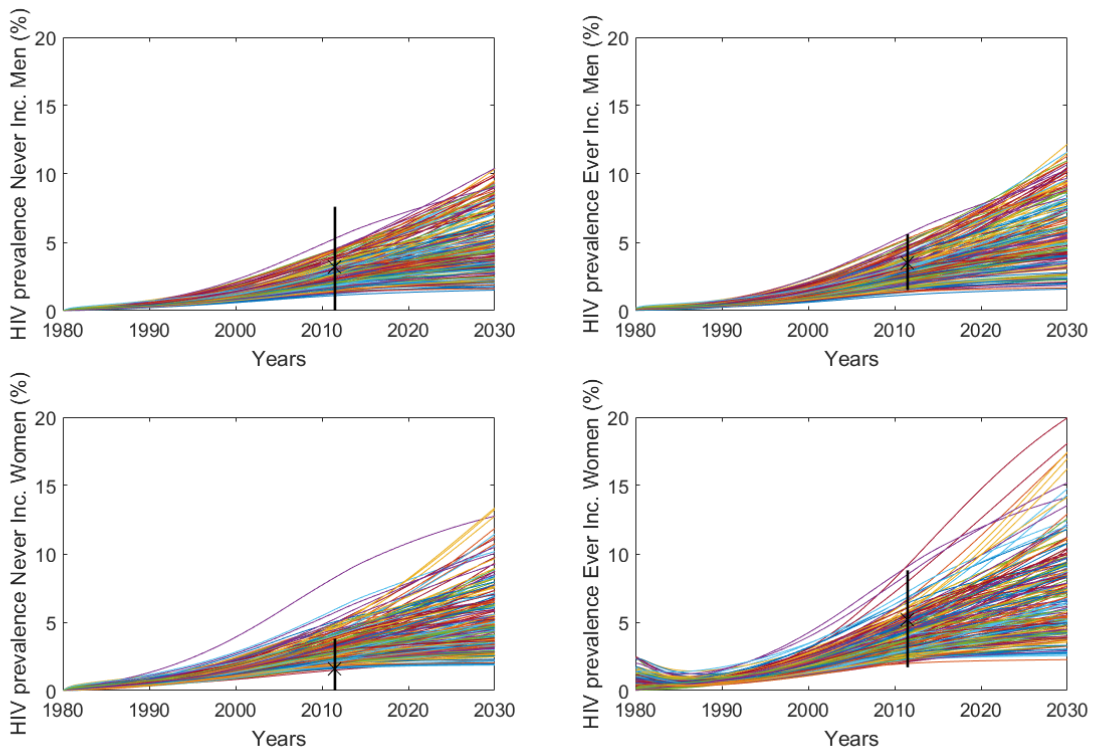 HIV prevalence Never Inc. Men (%)
20
15
10
5
0
1980 1990 2000 2010 2020 2030
Years
HIV prevalence Ever Inc. Men (%)
20
15
10
5
0
1980 1990 2000 2010 2020 2030
Years
HIV prevalence Never Inc. Women (%)
20
15
10
5
0
1980 1990 2000 2010 2020 2030
Years
HIV prevalence Ever Inc. Women (%)
20
15
10
5
0
1980 1990 2000 2010 2020 2030
Years